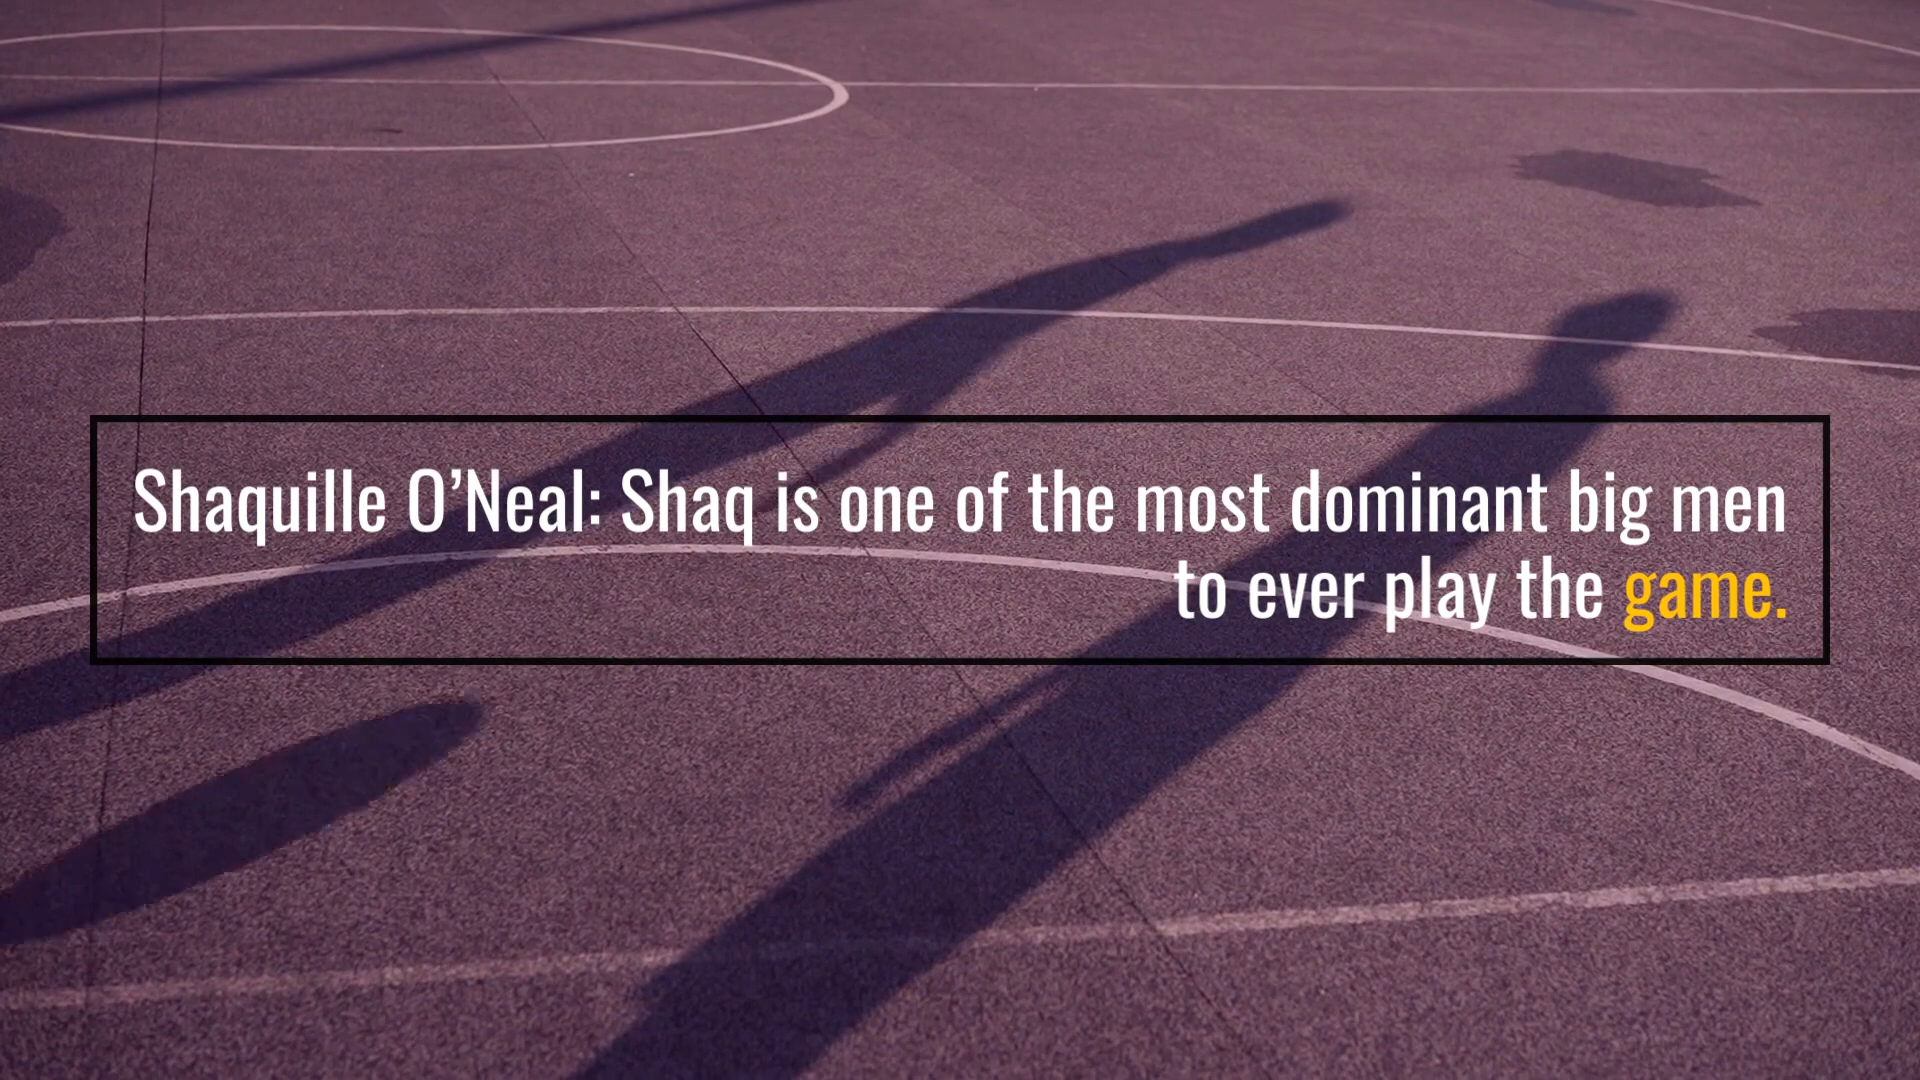 Shaquille O’Neal: Shaq is one of the most dominant big men
to ever play the game.